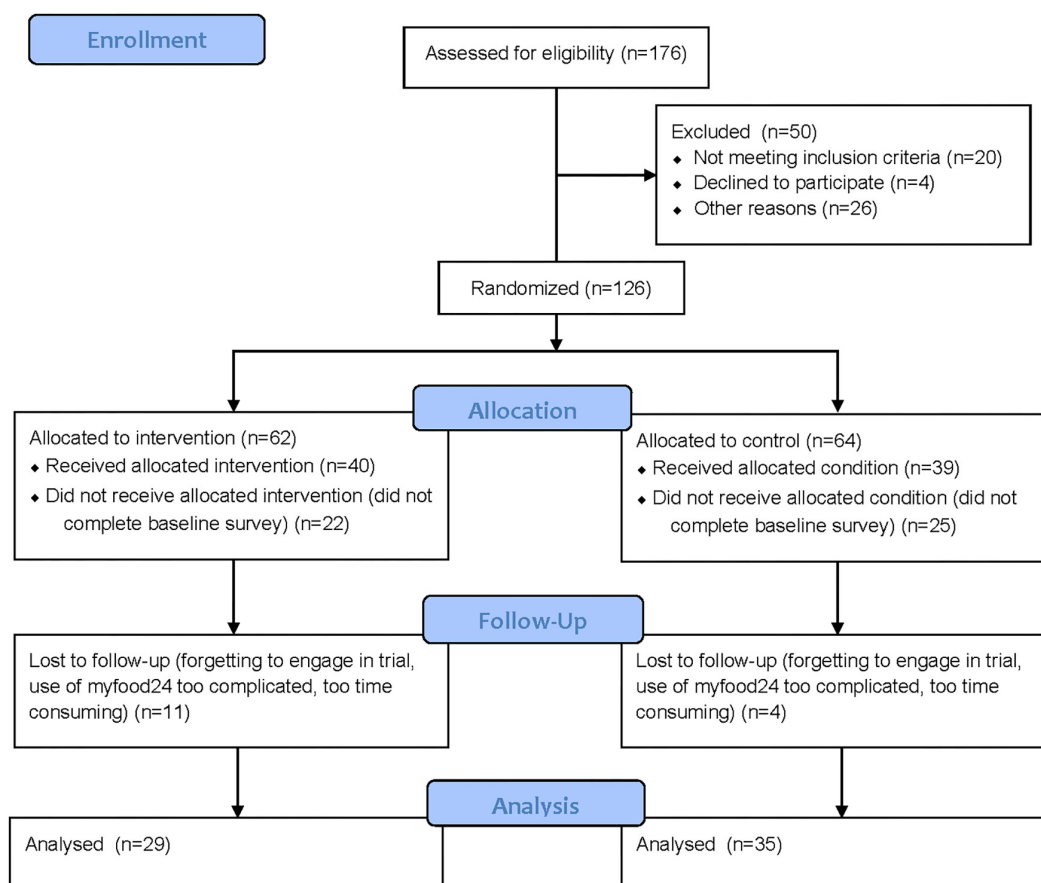 Enrollment
Assessed for eligibility (n=176)
Excluded (n=50)
⬥ Not meeting inclusion criteria (n=20)
⬥ Declined to participate (n=4)
⬥ Other reasons (n=26)
Randomized (n=126)
Allocation
Allocated to intervention (n=62)
⬥ Received allocated intervention (n=40)
⬥ Did not receive allocated intervention (did not
complete baseline survey) (n=22)
Allocated to control (n=64)
⬥ Received allocated condition (n=39)
⬥ Did not receive allocated condition (did not
complete baseline survey) (n=25)
Follow-Up
Lost to follow-up (forgetting to engage in trial,
use of myfood24 too complicated, too time
consuming) (n=11)
Lost to follow-up (forgetting to engage in trial,
use of myfood24 too complicated, too time
consuming) (n=4)
Analysis
Analysed (n=29)
Analysed (n=35)